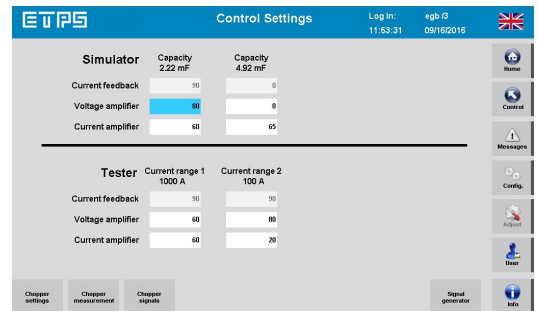 ETPS
Control Settings
Log In:
egb /3
11:53:31
09/16/2016
Simulator
Capacity
2.22 mF
Capacity
4.92 mF
Current feedback
90
0
Voltage amplifier
80
0
Current amplifier
60
65
Tester
Current range 1
1000 A
Current range 2
100 A
Current feedback
90
90
Voltage amplifier
60
80
Current amplifier
60
20
Home
Control
Messages
Config.
Adjust
User
Info
Chopper
settings
Chopper
measurement
Chopper
signals
Signal
generator